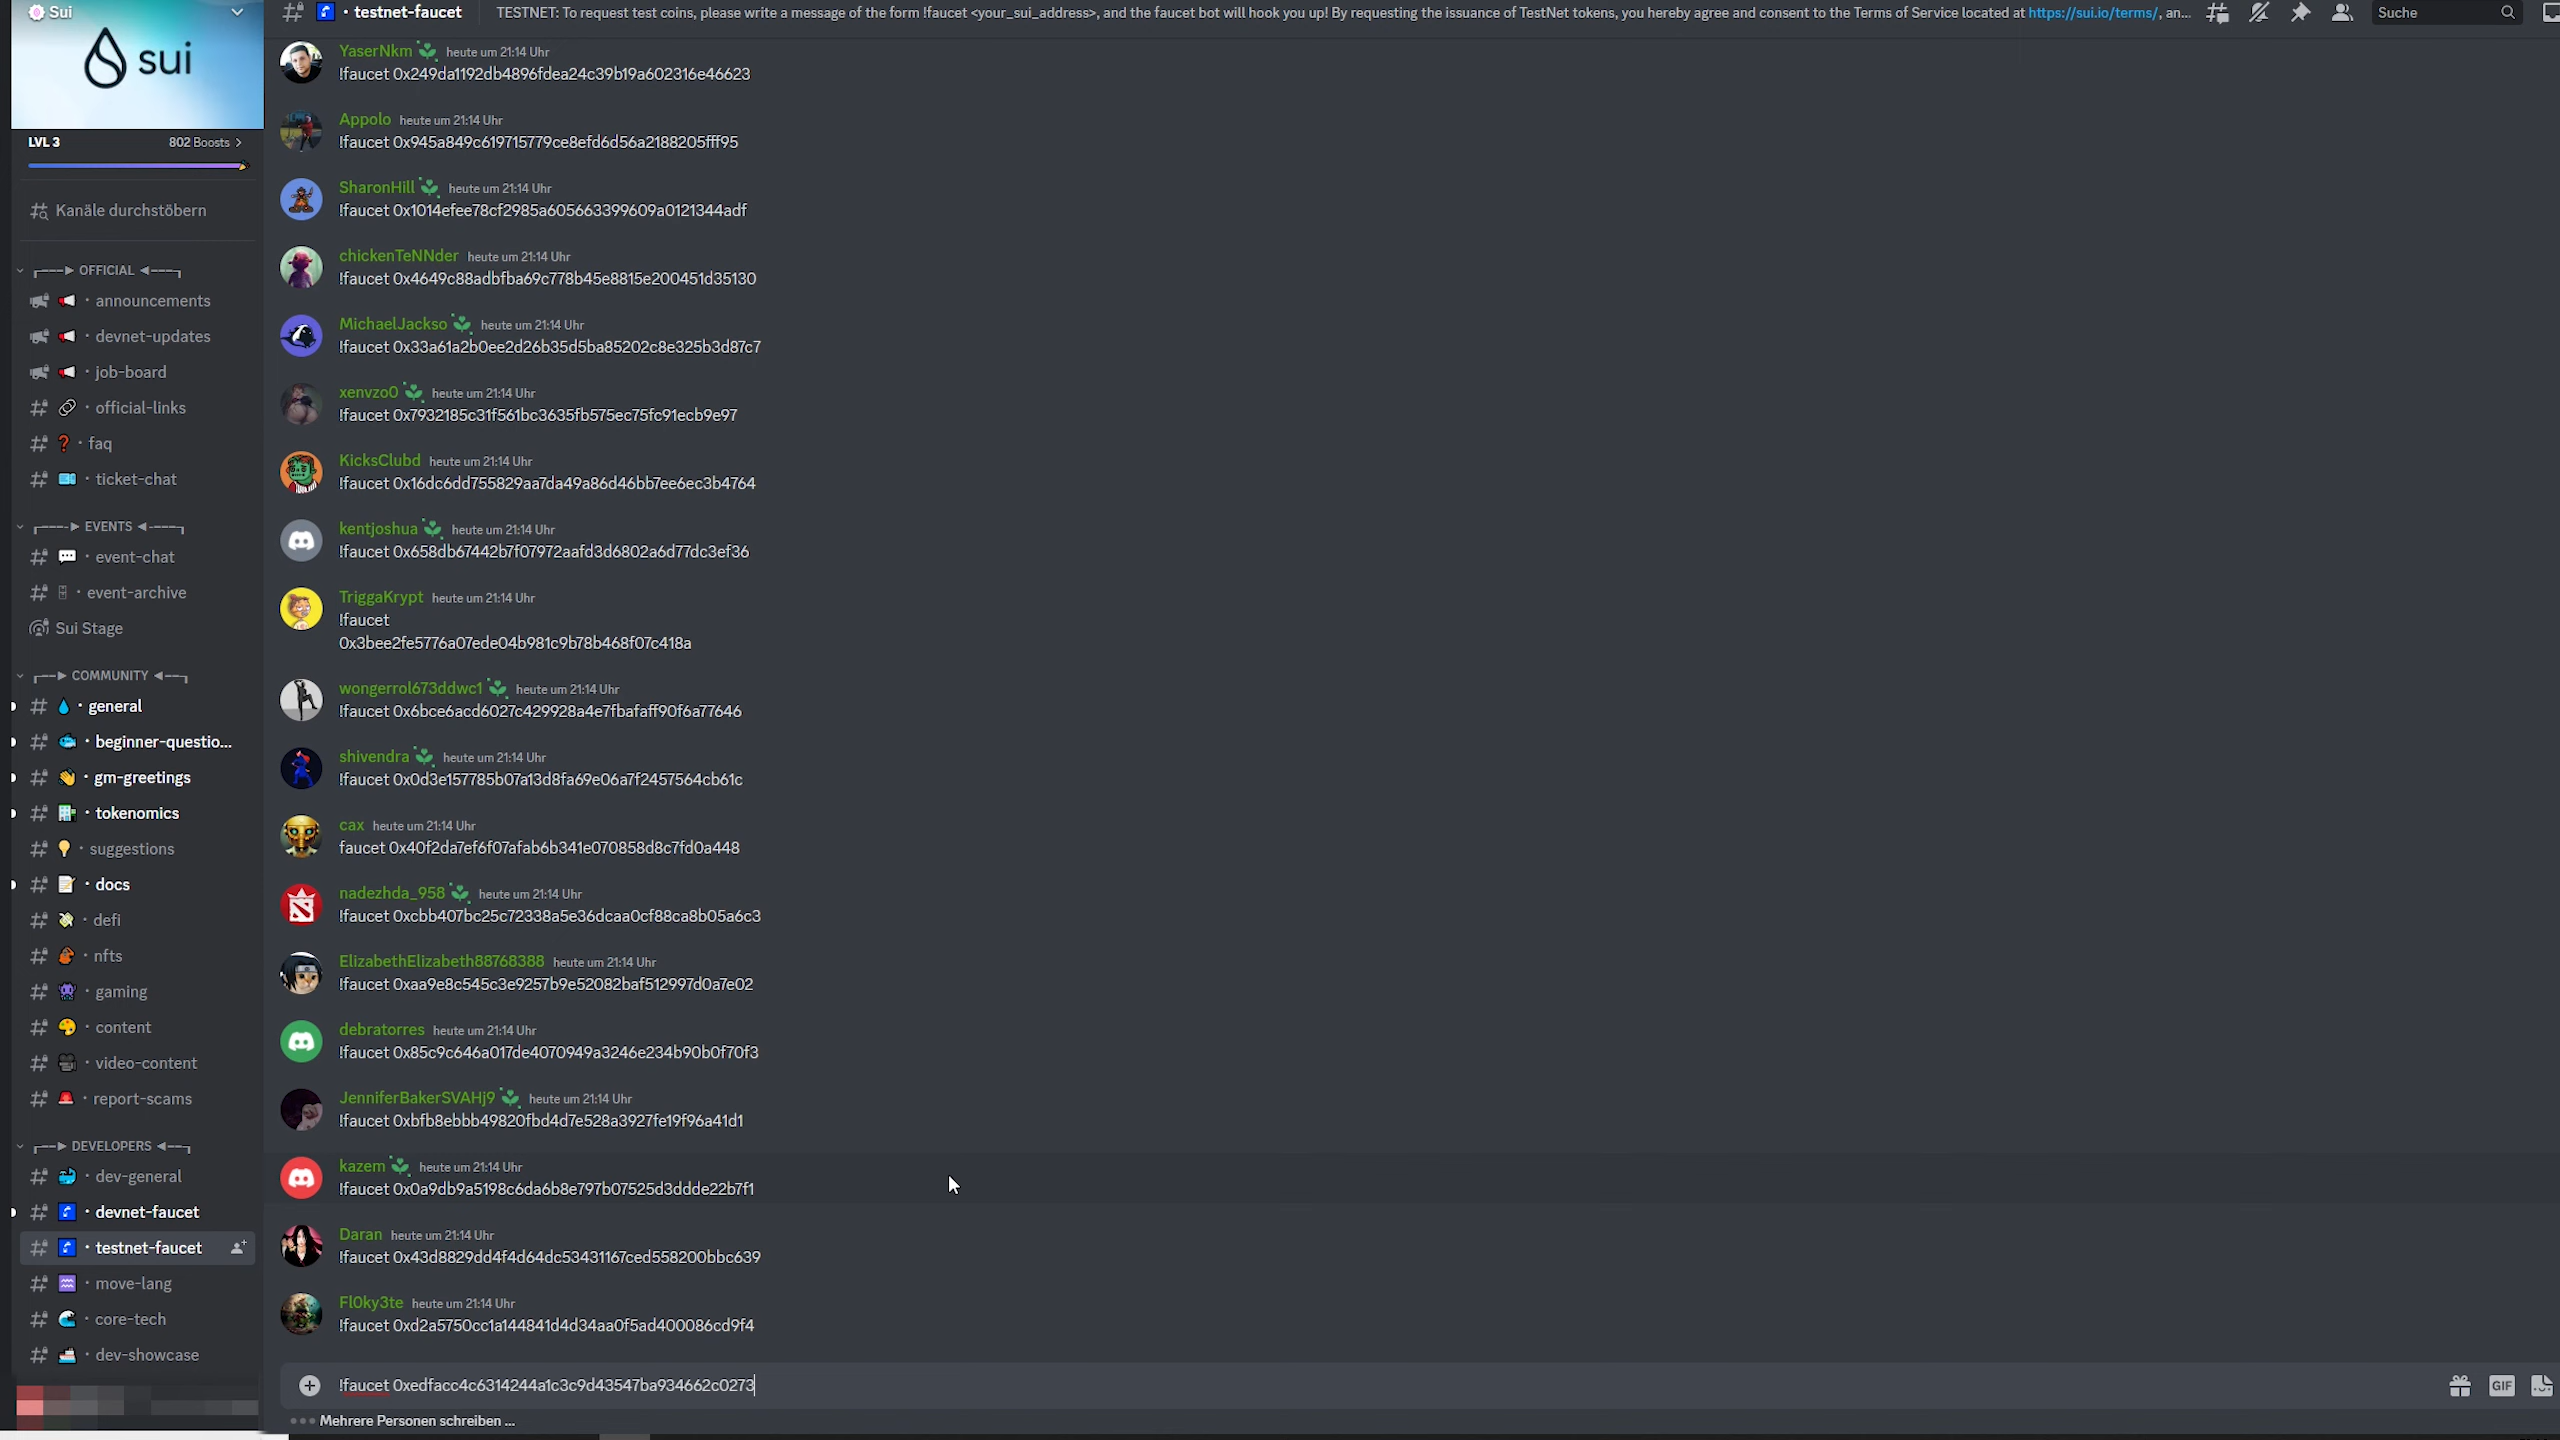 Sui
sui
LVL 3
802 Boosts
Kanäle durchstöbern
OFFICIAL
announcements
devnet-updates
job-board
official-links
faq
ticket-chat
EVENTS
event-chat
event-archive
Sui Stage
COMMUNITY
general
beginner-questio...
gm-greetings
tokenomics
suggestions
docs
defi
nfts
gaming
content
video-content
report-scams
DEVELOPERS
dev-general
devnet-faucet
testnet-faucet
move-lang
core-tech
dev-showcase
testnet-faucet
TESTNET: To request test coins, please write a message of the form !faucet <your_sui_address>, and the faucet bot will hook you up! By requesting the issuance of TestNet tokens, you hereby agree and consent to the Terms of Service located at https://sui.io/terms/, an...
Suche
YaserNkm heute um 21:14 Uhr
!faucet 0x249da1192db4896fdea24c39b19a602316e46623
Appolo heute um 21:14 Uhr
!faucet 0x945a849c619715779ce8efd6d56a2188205fff95
SharonHill heute um 21:14 Uhr
!faucet 0x1014efee78cf2985a605663399609a0121344adf
chickenTeNNder heute um 21:14 Uhr
!faucet 0x4649c88adbfba69c778b45e8815e200451d35130
MichaelJackso heute um 21:14 Uhr
!faucet 0x33a61a2b0ee2d26b35d5ba85202c8e325b3d87c7
xenvzo0 heute um 21:14 Uhr
!faucet 0x7932185c31f561bc3635fb575ec75fc91ecb9e97
KicksClubd heute um 21:14 Uhr
!faucet 0x16dc6dd755829aa7da49a86d46bb7ee6ec3b4764
kentjoshua heute um 21:14 Uhr
!faucet 0x658db67442b7f07972aafd3d6802a6d77dc3ef36
TriggaKrypt heute um 21:14 Uhr
!faucet
0x3bee2fe5776a07ede04b981c9b78b468f07c418a
wongerrol673ddwc1 heute um 21:14 Uhr
!faucet 0x6bce6acd6027c429928a4e7fbafaff90f6a77646
shivendra heute um 21:14 Uhr
!faucet 0x0d3e157785b07a13d8fa69e06a7f2457564cb61c
cax heute um 21:14 Uhr
faucet 0x40f2da7ef6f07afab6b341e070858d8c7fd0a448
nadezhda_958 heute um 21:14 Uhr
!faucet 0xcbb407bc25c72338a5e36dcaa0cf88ca8b05a6c3
ElizabethElizabeth88768388 heute um 21:14 Uhr
!faucet 0xaa9e8c545c3e9257b9e52082baf512997d0a7e02
debratorres heute um 21:14 Uhr
!faucet 0x85c9c646a017de4070949a3246e234b90b0f70f3
JenniferBakerSVAHj9 heute um 21:14 Uhr
!faucet 0xbfb8ebbb49820fbd4d7e528a3927fe19f96a41d1
kazem heute um 21:14 Uhr
!faucet 0x0a9db9a5198c6da6b8e797b07525d3ddde22b7f1
Daran heute um 21:14 Uhr
!faucet 0x43d8829dd4f4d64dc53431167ced558200bbc639
Fl0ky3te heute um 21:14 Uhr
!faucet 0xd2a5750cc1a144841d4d34aa0f5ad400086cd9f4
!faucet 0xedfacc4c6314244a1c3c9d43547ba934662c0273
GIF
Mehrere Personen schreiben ...